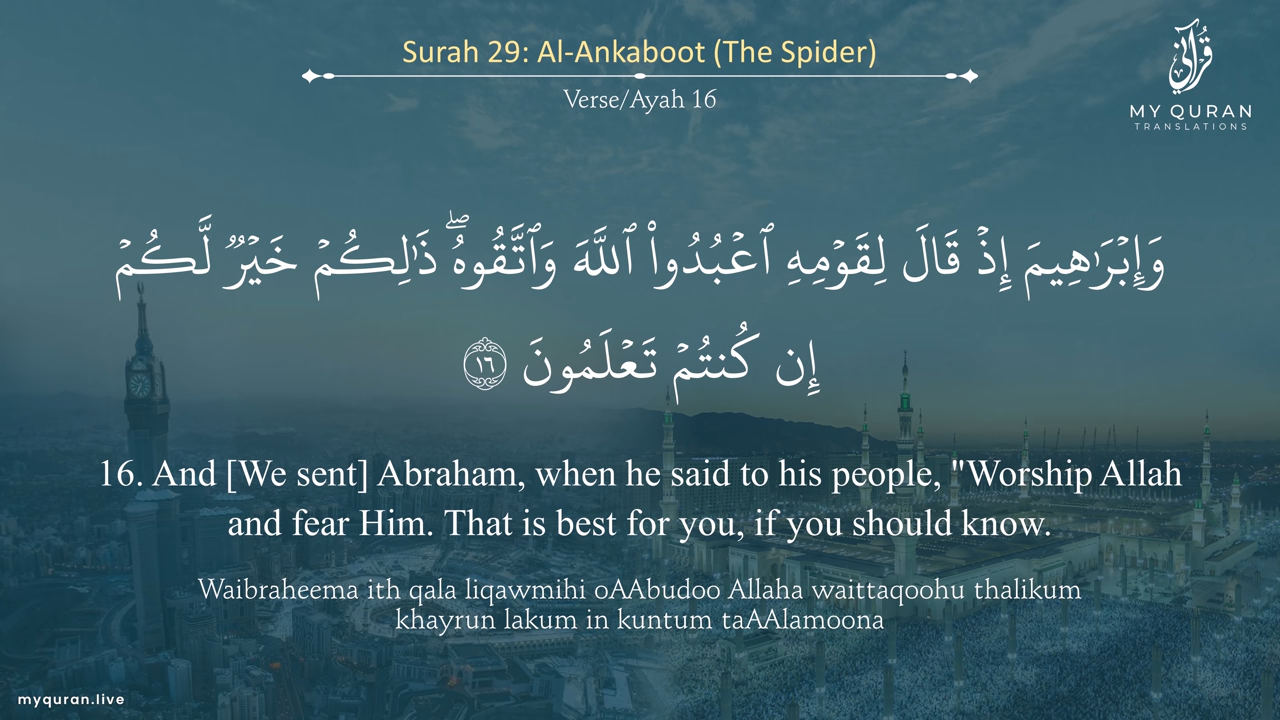 Surah 29: Al-Ankaboot (The Spider)
Verse/Ayah 16
قرآني
MY QURAN
TRANSLATIONS
وَإِبۡرَٰهِيمَ إِذۡ قَالَ لِقَوۡمِهِ ٱعۡبُدُواْ ٱللَّهَ وَٱتَّقُوهُۖ ذَٰلِكُمۡ خَيۡرٞ لَّكُمۡ
إِن كُنتُمۡ تَعۡلَمُونَ ١٦
16. And [We sent] Abraham, when he said to his people, "Worship Allah
and fear Him. That is best for you, if you should know.
Waibraheema ith qala liqawmihi oAAbudoo Allaha waittaqoohu thalikum
khayrun lakum in kuntum taAAlamoona
myquran.live